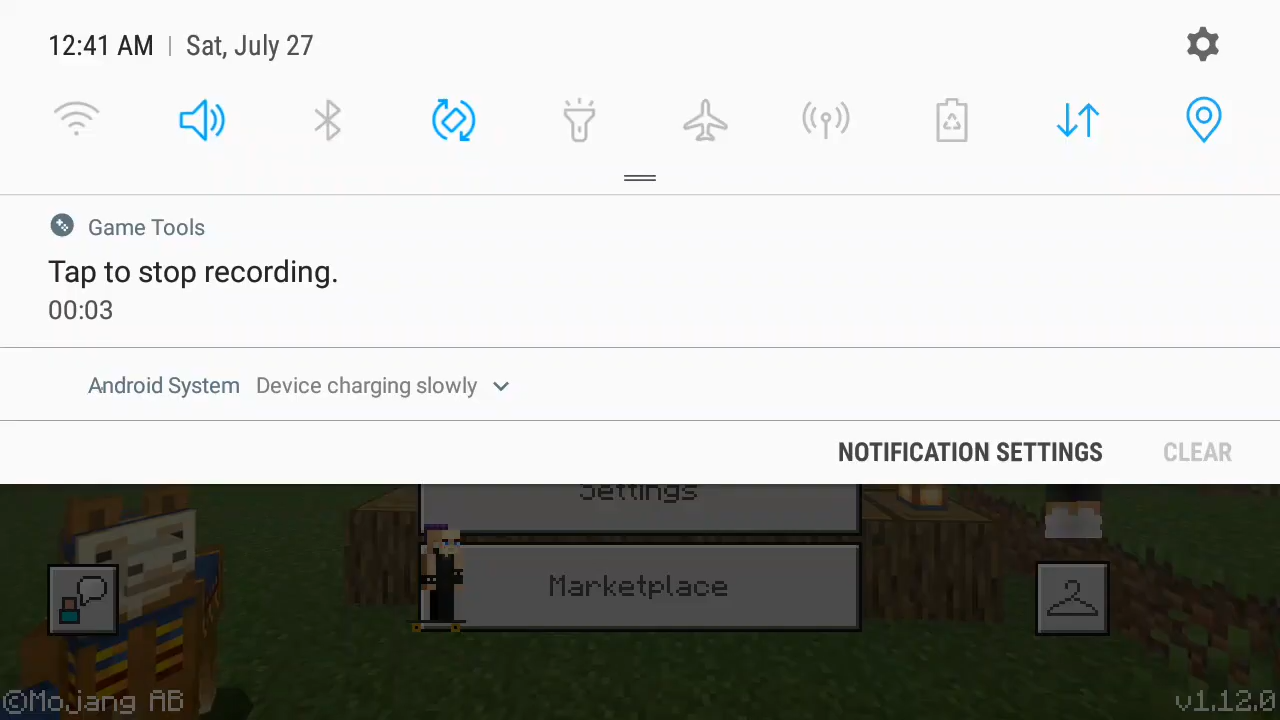 12:41 AM | Sat, July 27
Game Tools
Tap to stop recording.
00:03
Android System Device charging slowly
NOTIFICATION SETTINGS CLEAR
Settings
Marketplace
©Mojang AB v1.12.0